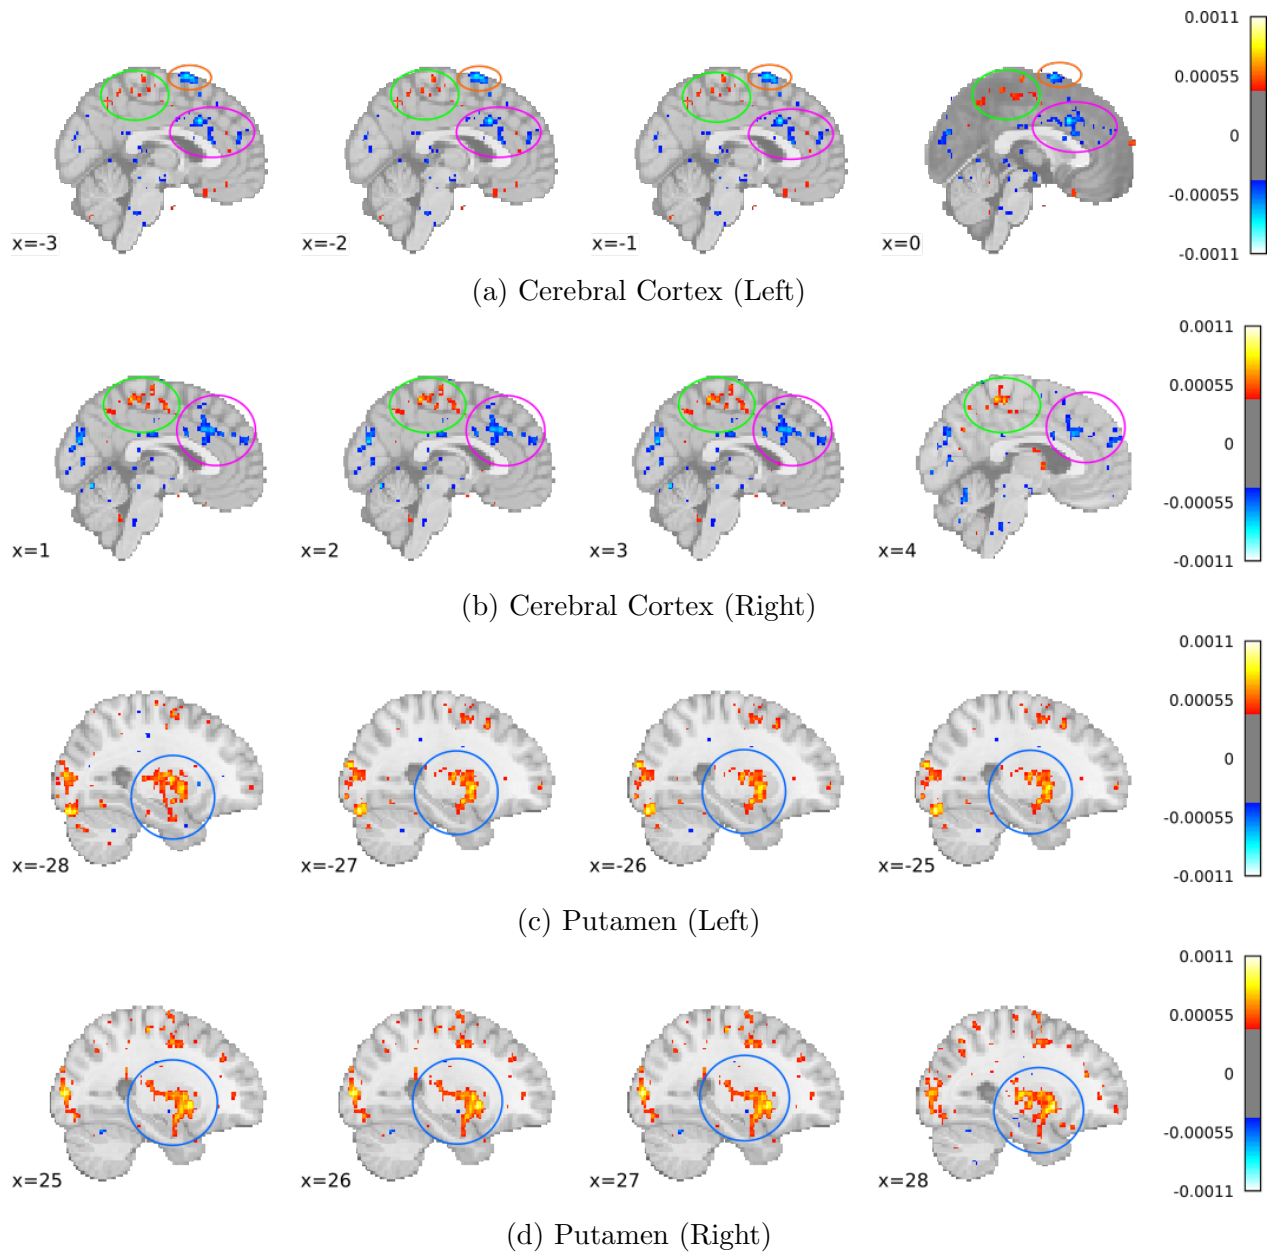 0.0011
0.00055
0
-0.00055
-0.0011
x=-3
x=-2
x=-1
x=0
(a) Cerebral Cortex (Left)
0.0011
0.00055
0
-0.00055
-0.0011
x=1
x=2
x=3
x=4
(b) Cerebral Cortex (Right)
0.0011
0.00055
0
-0.00055
-0.0011
x=-28
x=-27
x=-26
x=-25
(c) Putamen (Left)
0.0011
0.00055
0
-0.00055
-0.0011
x=25
x=26
x=27
x=28
(d) Putamen (Right)